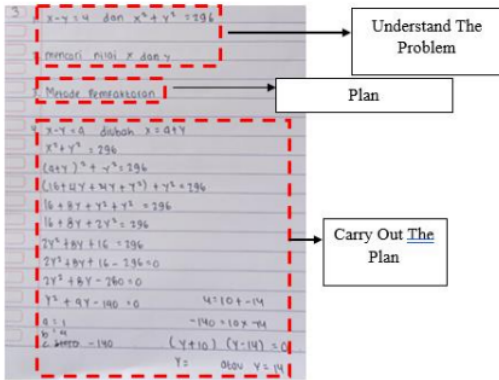 3 x-y=4 dan x²+y²=296
Understand The
Problem
2. mencari nilai x dan y
3. Metode Pemfaktoran
Plan
4. x-y=4 diubah x=4+y
x²+y²=296
(4+y)²+y²=296
(16+4y+4y+y²)+y²=296
16+8y+y²+y²=296
16+8y+2y²=296
Carry Out The
Plan
2y²+8y+16=296
2y²+8y+16-296=0
2y²+8y-280=0
y²+4y-140=0 4=10+-14
a=1 -140=10x-14
b=4
c -140 (y+10)(y-14)=0
y= atau y=14